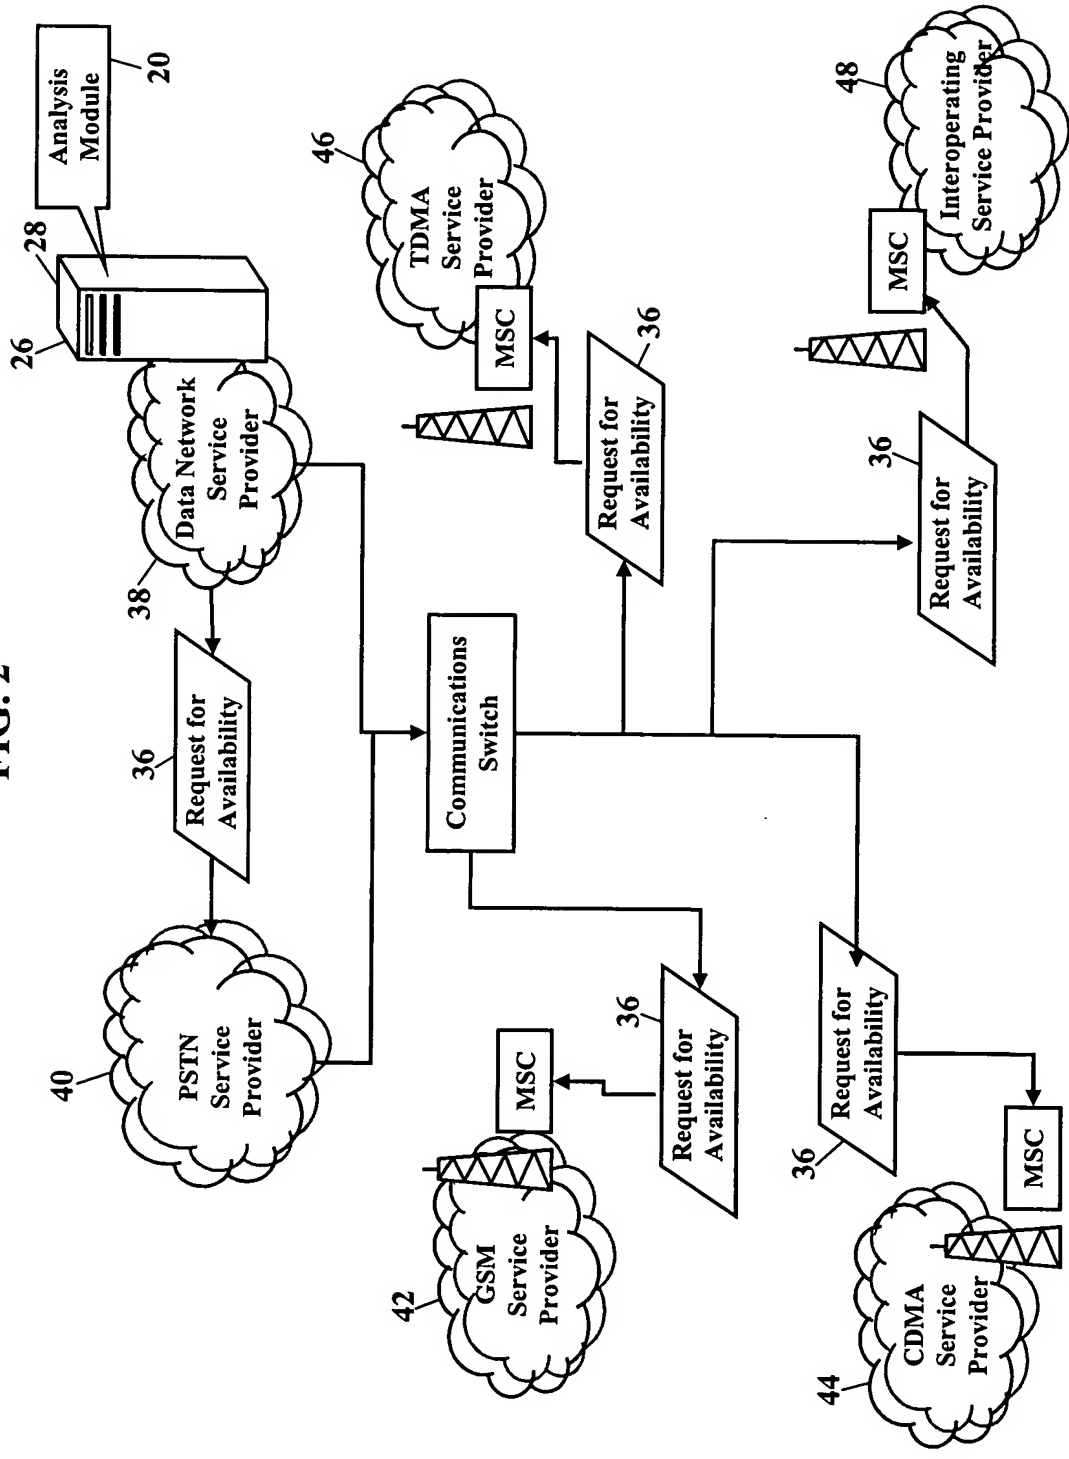 FIG. 2
40
PSTN
Service
Provider
36
Request for
Availability
38
Data Network
Service
Provider
26
28
Analysis
Module
20
42
GSM
Service
Provider
MSC
36
Request for
Availability
Communications
Switch
46
TDMA
Service
Provider
MSC
36
Request for
Availability
44
CDMA
Service
Provider
MSC
36
Request for
Availability
36
Request for
Availability
48
MSC
Interoperating
Service Provider